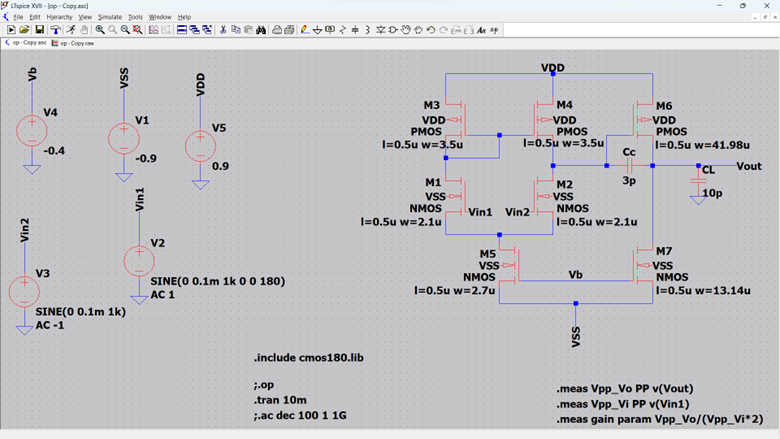 LTspice XVII - [op - Copy.asc]
File Edit Hierarchy View Simulate Tools Window Help
op - Copy.asc op - Copy.raw
Vb
V4
-0.4
VSS
V1
-0.9
VDD
V5
0.9
Vin2
V3
SINE(0 0.1m 1k)
AC -1
Vin1
V2
SINE(0 0.1m 1k 0 0 180)
AC 1
VDD
M3
VDD
PMOS
l=0.5u w=3.5u
M4
VDD
PMOS
l=0.5u w=3.5u
M6
VDD
PMOS
l=0.5u w=41.98u
Cc
3p
Vout
CL
10p
M1
VSS
NMOS
l=0.5u w=2.1u
Vin1
Vin2
M2
VSS
NMOS
l=0.5u w=2.1u
M5
VSS
NMOS
l=0.5u w=2.7u
Vb
M7
VSS
NMOS
l=0.5u w=13.14u
VSS
.include cmos180.lib
;.op
.tran 10m
;.ac dec 100 1 1G
.meas Vpp_Vo PP v(Vout)
.meas Vpp_Vi PP v(Vin1)
.meas gain param Vpp_Vo/(Vpp_Vi*2)